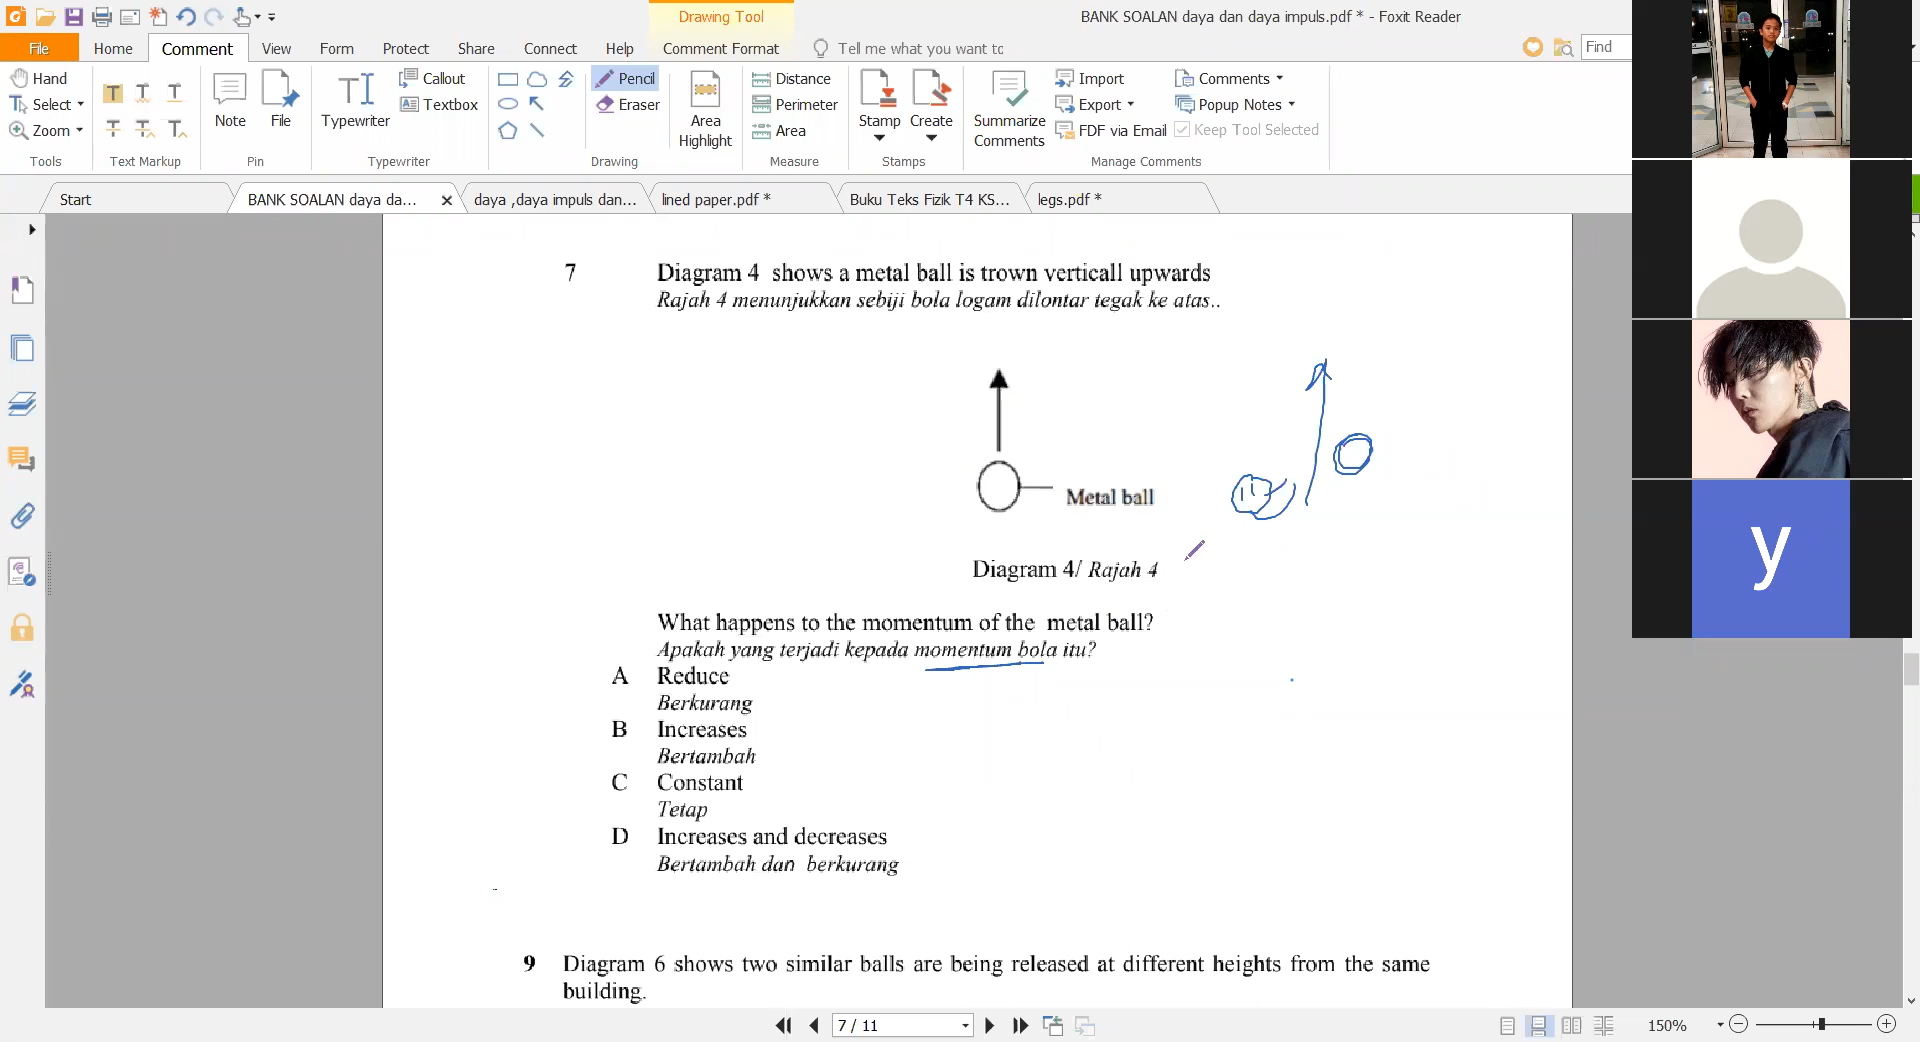 Drawing Tool
BANK SOALAN daya dan daya impuls.pdf * - Foxit Reader
File Home Comment View Form Protect Share Connect Help Comment Format Tell me what you want to Find
Hand
Select
Zoom
Tools
Text Markup
Note
File
Pin
Typewriter
Typewriter
Callout
Textbox
Pencil
Eraser
Drawing
Area
Highlight
Distance
Perimeter
Area
Measure
Stamp
Create
Stamps
Summarize
Comments
Import
Export
FDF via Email
Comments
Popup Notes
Keep Tool Selected
Manage Comments
Start
BANK SOALAN daya da...
daya ,daya impuls dan...
lined paper.pdf *
Buku Teks Fizik T4 KS...
legs.pdf *
7 Diagram 4 shows a metal ball is trown verticall upwards
Rajah 4 menunjukkan sebiji bola logam dilontar tegak ke atas..
Metal ball
Diagram 4/ Rajah 4
What happens to the momentum of the metal ball?
Apakah yang terjadi kepada momentum bola itu?
A Reduce
Berkurang
B Increases
Bertambah
C Constant
Tetap
D Increases and decreases
Bertambah dan berkurang
9 Diagram 6 shows two similar balls are being released at different heights from the same
building.
y
7 / 11
150%